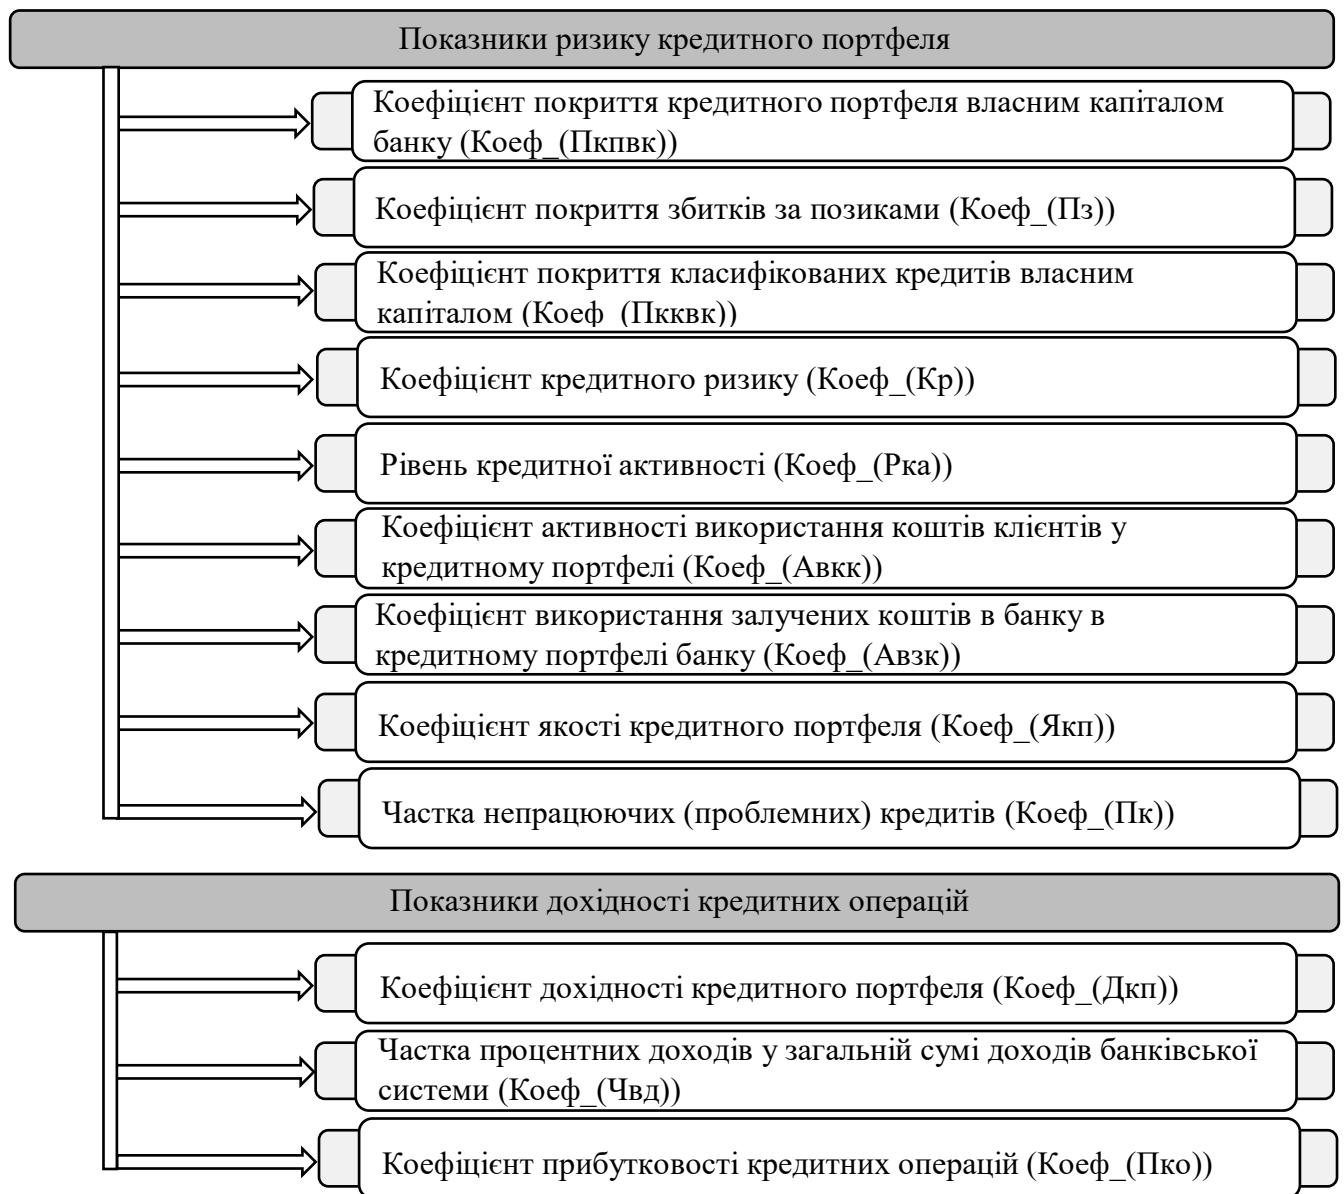 Показники ризику кредитного портфеля
Коефіцієнт покриття кредитного портфеля власним капіталом
банку (Коеф_(Пкпвк))
Коефіцієнт покриття збитків за позиками (Коеф_(Пз))
Коефіцієнт покриття класифікованих кредитів власним
капіталом (Коеф_(Пкквк))
Коефіцієнт кредитного ризику (Коеф_(Кр))
Рівень кредитної активності (Коеф_(Рка))
Коефіцієнт активності використання коштів клієнтів у
кредитному портфелі (Коеф_(Авкк))
Коефіцієнт використання залучених коштів в банку в
кредитному портфелі банку (Коеф_(Авзк))
Коефіцієнт якості кредитного портфеля (Коеф_(Якп))
Частка непрацюючих (проблемних) кредитів (Коеф_(Пк))
Показники дохідності кредитних операцій
Коефіцієнт дохідності кредитного портфеля (Коеф_(Дкп))
Частка процентних доходів у загальній сумі доходів банківської
системи (Коеф_(Чвд))
Коефіцієнт прибутковості кредитних операцій (Коеф_(Пко))